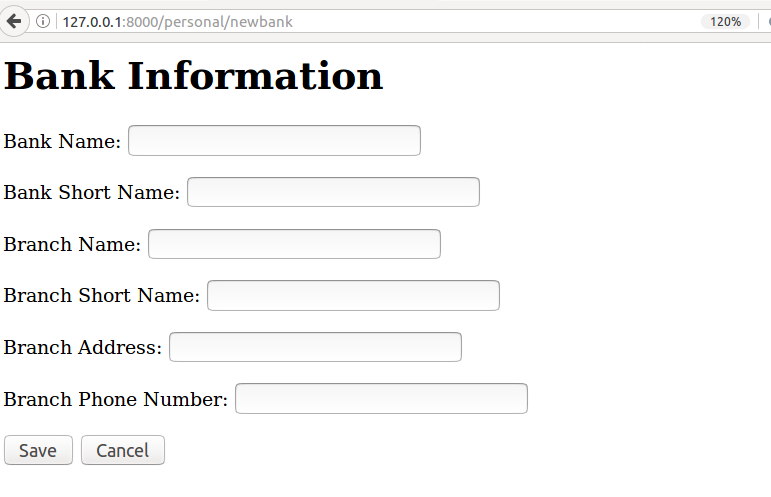 127.0.0.1:8000/personal/newbank 120%
Bank Information
Bank Name:
Bank Short Name:
Branch Name:
Branch Short Name:
Branch Address:
Branch Phone Number:
Save Cancel